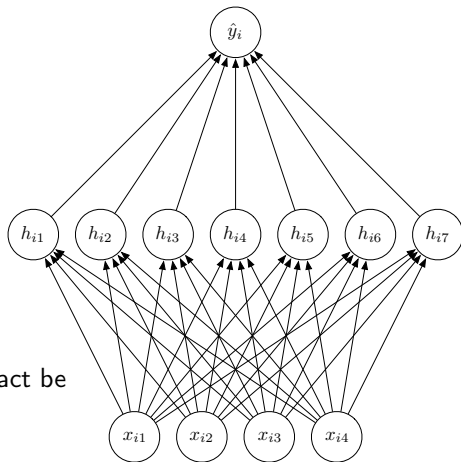 ŷᵢ
hᵢ₁ hᵢ₂ hᵢ₃ hᵢ₄ hᵢ₅ hᵢ₆ hᵢ₇
act be
xᵢ₁ xᵢ₂ xᵢ₃ xᵢ₄